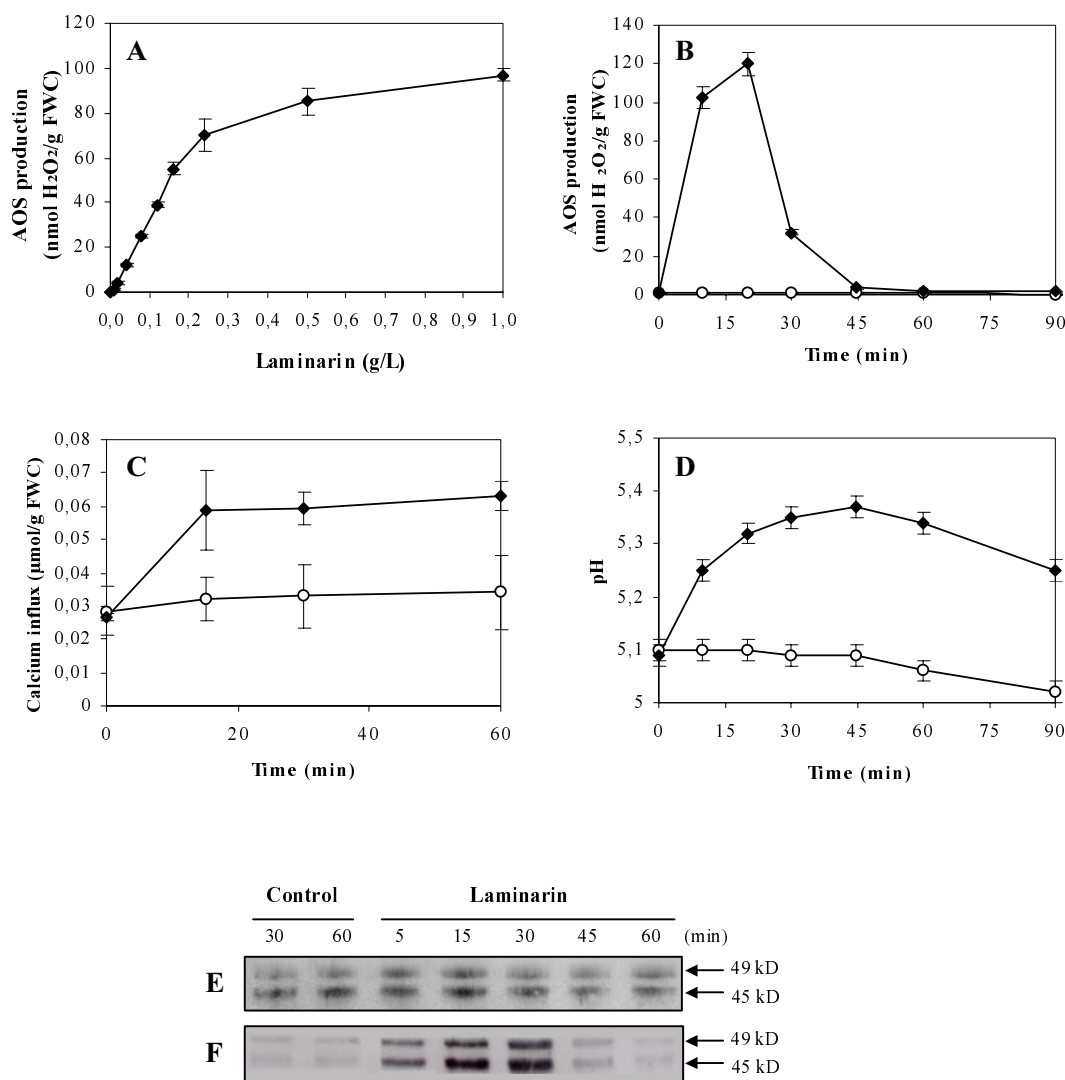 A
AOS production
(nmol H₂O₂/g FWC)
120
100
80
60
40
20
0
0,0 0,1 0,2 0,3 0,4 0,5 0,6 0,7 0,8 0,9 1,0
Laminarin (g/L)
B
AOS production
(nmol H ₂O₂/g FWC)
140
120
100
80
60
40
20
0
0 15 30 45 60 75 90
Time (min)
C
Calcium influx (µmol/g FWC)
0,08
0,07
0,06
0,05
0,04
0,03
0,02
0,01
0
0 20 40 60
Time (min)
D
pH
5,5
5,4
5,3
5,2
5,1
5
0 15 30 45 60 75 90
Time (min)
Control Laminarin
30 60 5 15 30 45 60 (min)
E
49 kD
45 kD
F
49 kD
45 kD